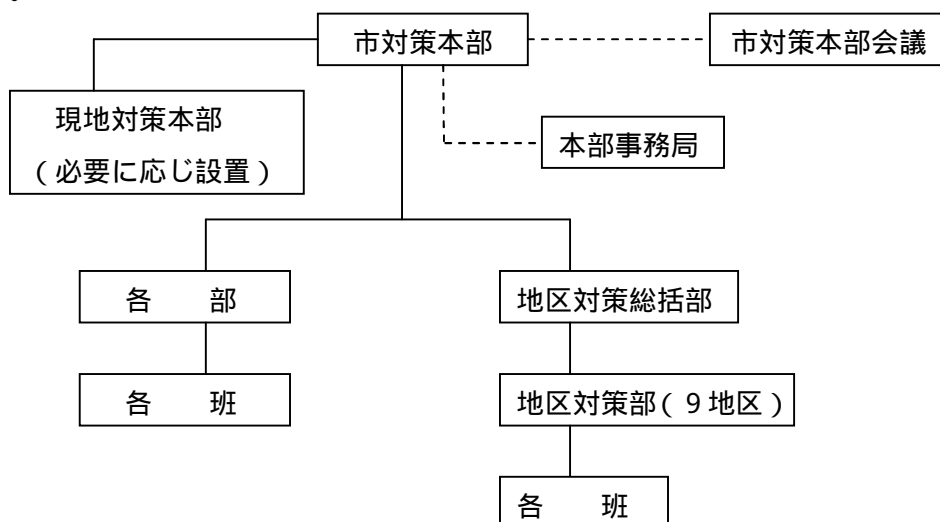 市対策本部
市対策本部会議
現地対策本部
（必要に応じ設置）
本部事務局
各　　部
地区対策総括部
各　　班
地区対策部（９地区）
各　　班